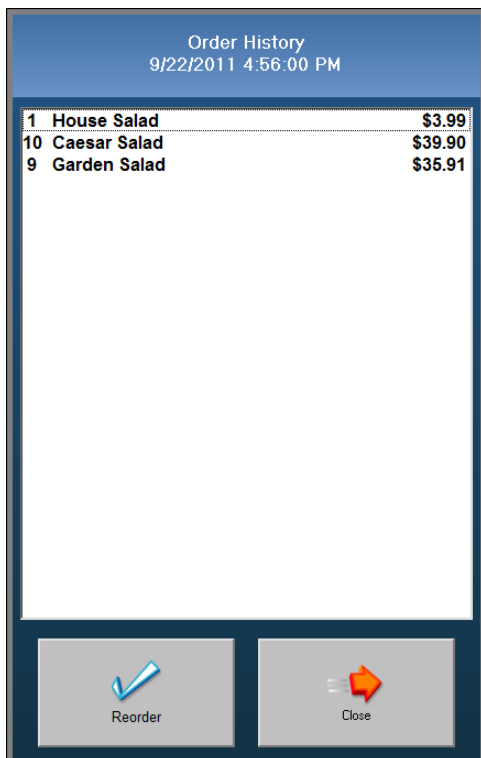 Order History
9/22/2011 4:56:00 PM
1 House Salad $3.99
10 Caesar Salad $39.90
9 Garden Salad $35.91
Reorder
Close